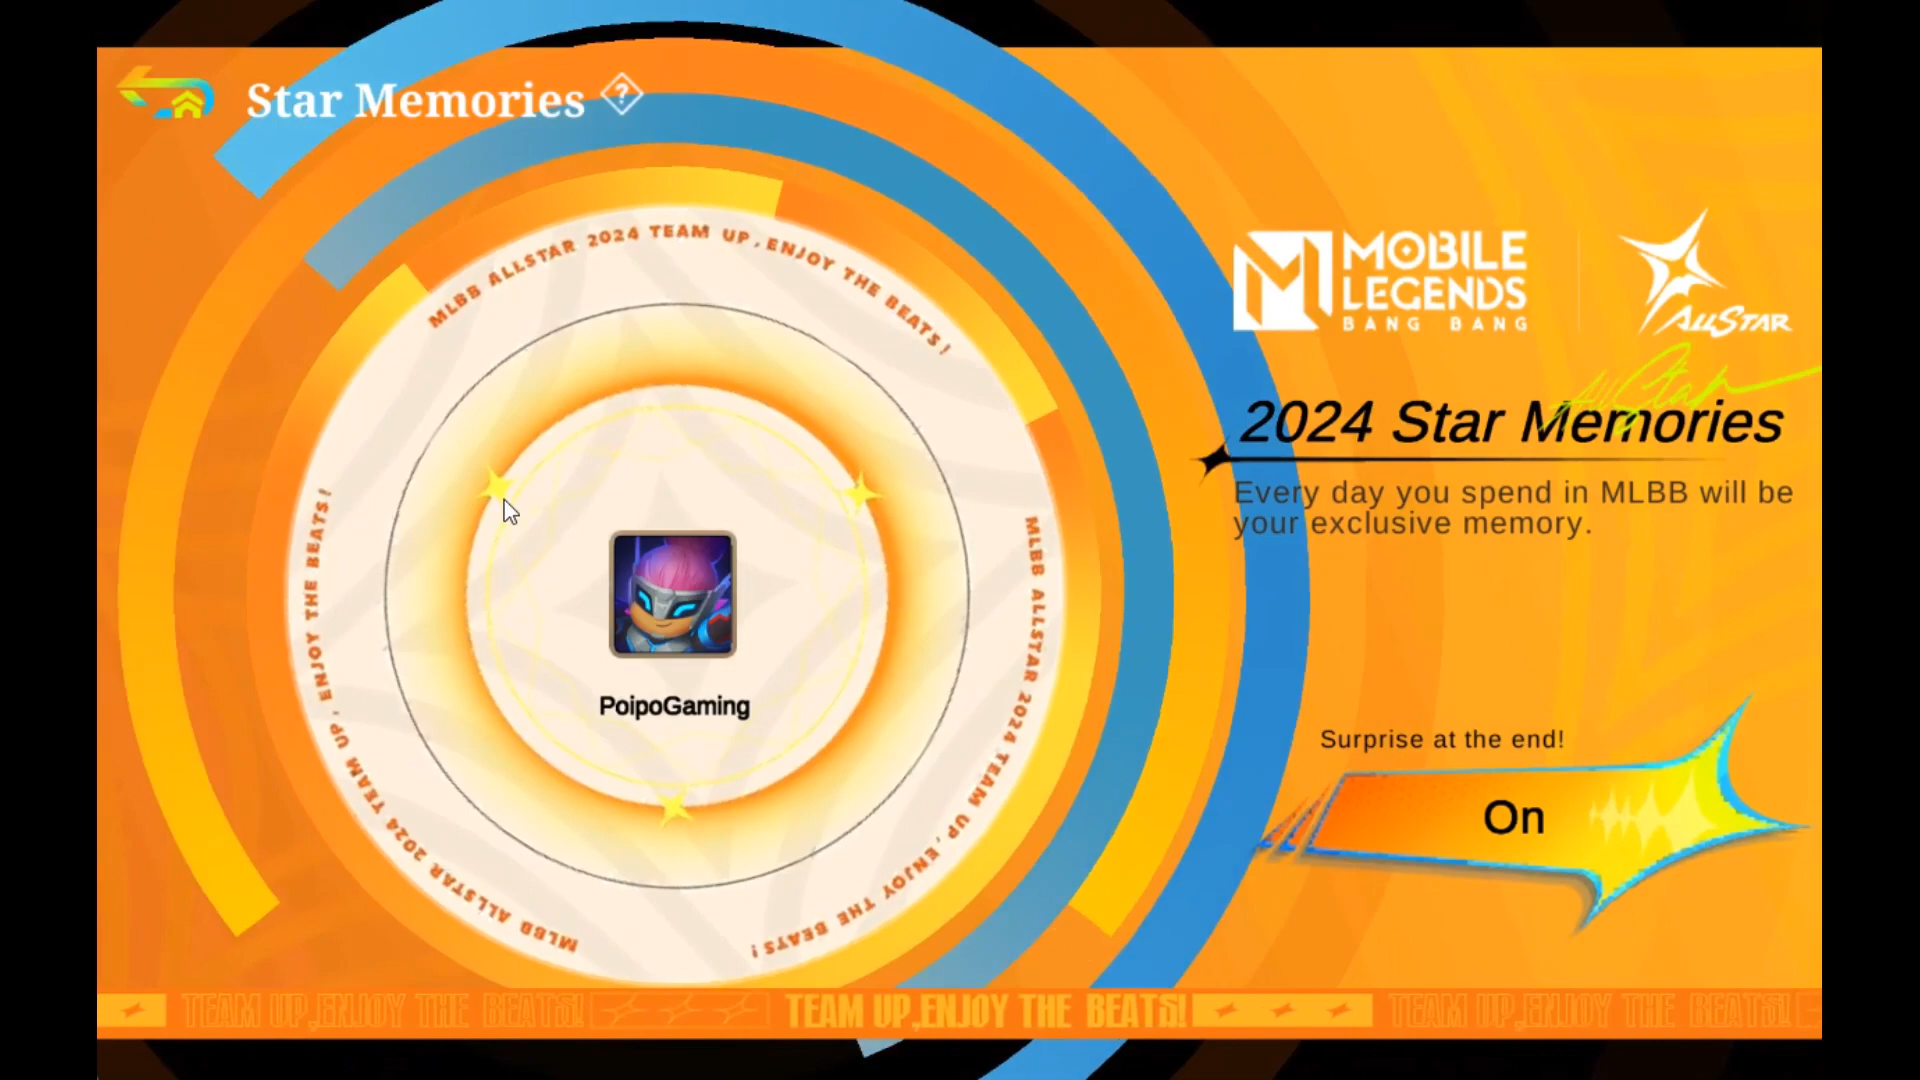 Star Memories ?
MLBB ALLSTAR 2024 TEAM UP, ENJOY THE BEATS!
MLBB ALLSTAR 2024 TEAM UP, ENJOY THE BEATS!
MLBB ALLSTAR 2024 TEAM UP, ENJOY THE BEATS!
PoipoGaming
MOBILE
LEGENDS
BANG BANG
ALLSTAR
AllStar
2024 Star Memories
Every day you spend in MLBB will be
your exclusive memory.
Surprise at the end!
On
TEAM UP,ENJOY THE BEATS! TEAM UP,ENJOY THE BEATS! TEAM UP,ENJOY THE BEATS!